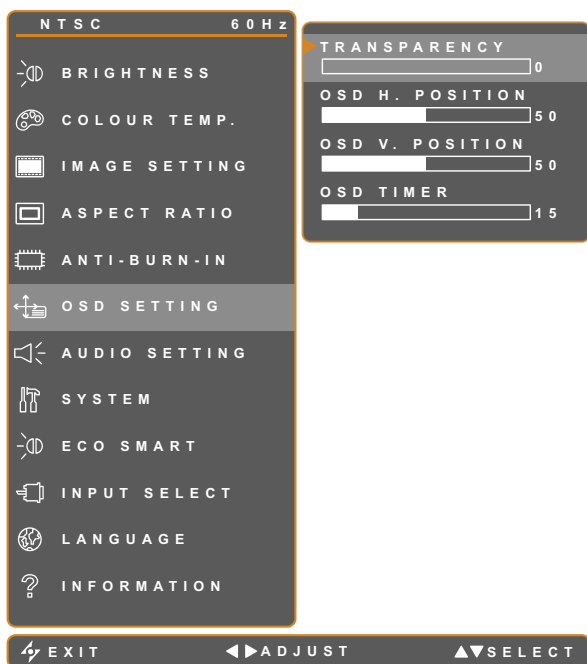 NTSC 60Hz
BRIGHTNESS
COLOUR TEMP.
IMAGE SETTING
ASPECT RATIO
ANTI-BURN-IN
OSD SETTING
AUDIO SETTING
SYSTEM
ECO SMART
INPUT SELECT
LANGUAGE
INFORMATION
TRANSPARENCY
0
OSD H. POSITION
50
OSD V. POSITION
50
OSD TIMER
15
EXIT ADJUST SELECT